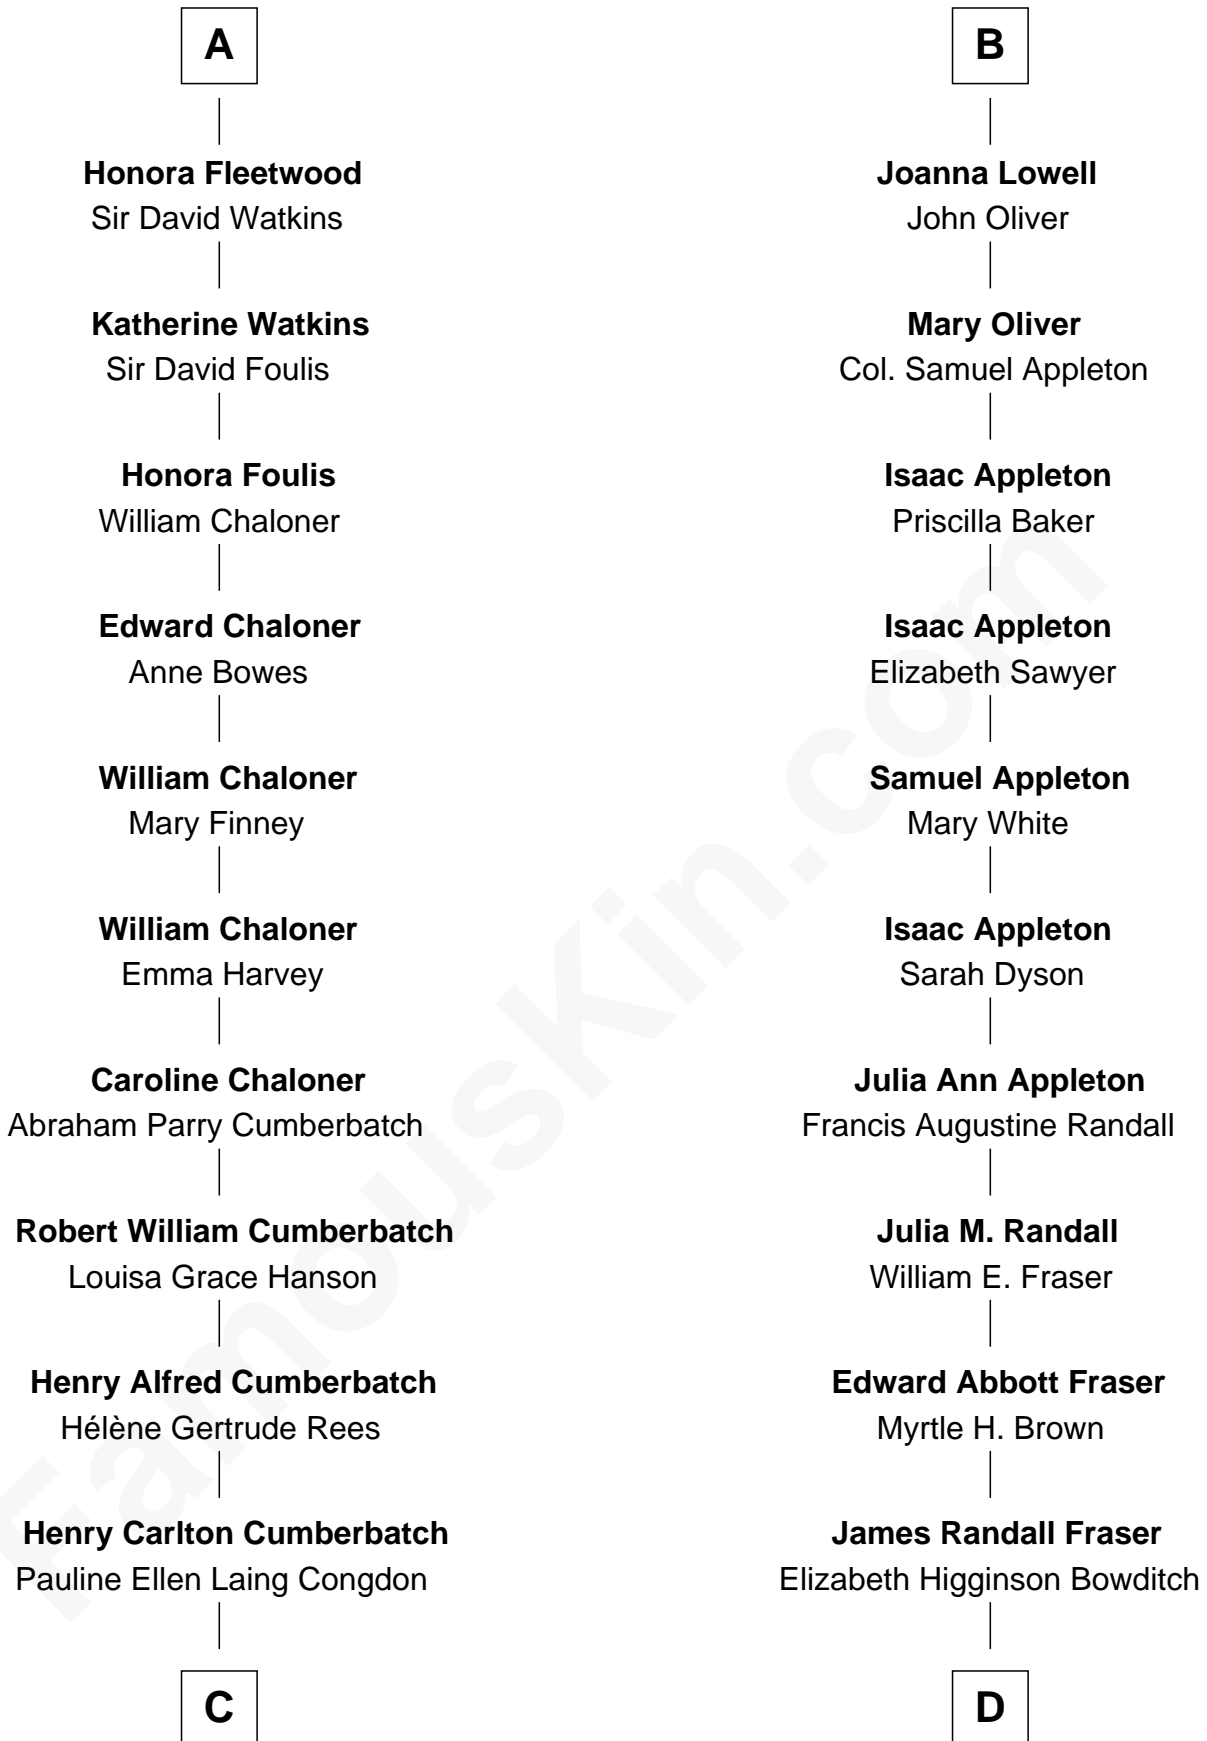 A
Honora Fleetwood
Sir David Watkins
Katherine Watkins
Sir David Foulis
Honora Foulis
William Chaloner
Edward Chaloner
Anne Bowes
William Chaloner
Mary Finney
William Chaloner
Emma Harvey
Caroline Chaloner
Abraham Parry Cumberbatch
Robert William Cumberbatch
Louisa Grace Hanson
Henry Alfred Cumberbatch
Hélène Gertrude Rees
Henry Carlton Cumberbatch
Pauline Ellen Laing Congdon
C
B
Joanna Lowell
John Oliver
Mary Oliver
Col. Samuel Appleton
Isaac Appleton
Priscilla Baker
Isaac Appleton
Elizabeth Sawyer
Samuel Appleton
Mary White
Isaac Appleton
Sarah Dyson
Julia Ann Appleton
Francis Augustine Randall
Julia M. Randall
William E. Fraser
Edward Abbott Fraser
Myrtle H. Brown
James Randall Fraser
Elizabeth Higginson Bowditch
D
FamousKin.com